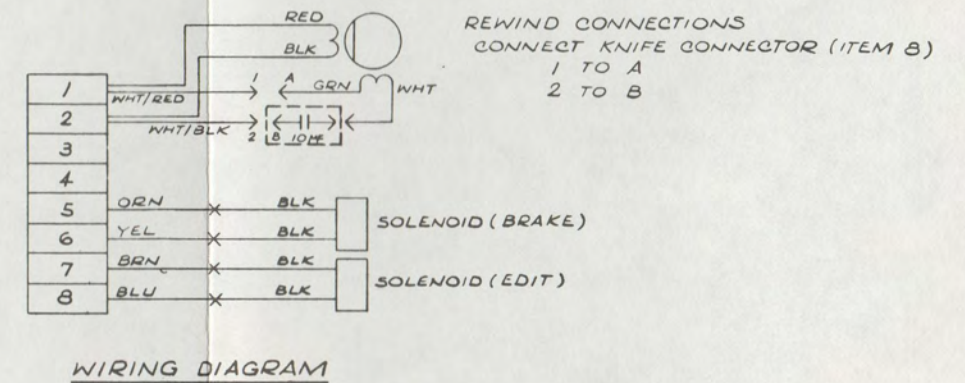 RED
REWIND CONNECTIONS
CONNECT KNIFE CONNECTOR (ITEM 8)
1 TO A
2 TO B
BLK
1
WHT/RED
1
A
GRN
WHT
2
WHT/BLK
2
B
10MF
3
4
5
ORN
BLK
SOLENOID (BRAKE)
6
YEL
BLK
7
BRN
BLK
SOLENOID (EDIT)
8
BLU
BLK
WIRING DIAGRAM